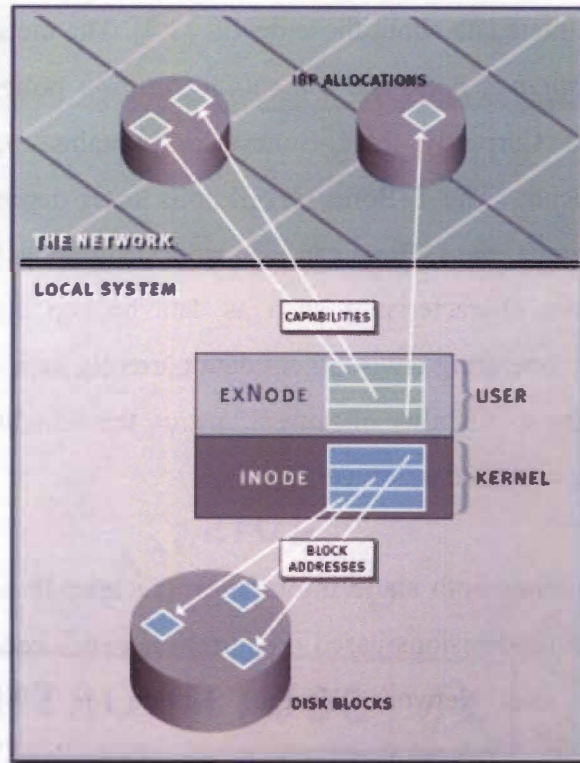 IBP ALLOCATIONS
THE NETWORK
LOCAL SYSTEM
CAPABILITIES
EXNODE
USER
INODE
KERNEL
BLOCK
ADDRESSES
DISK BLOCKS